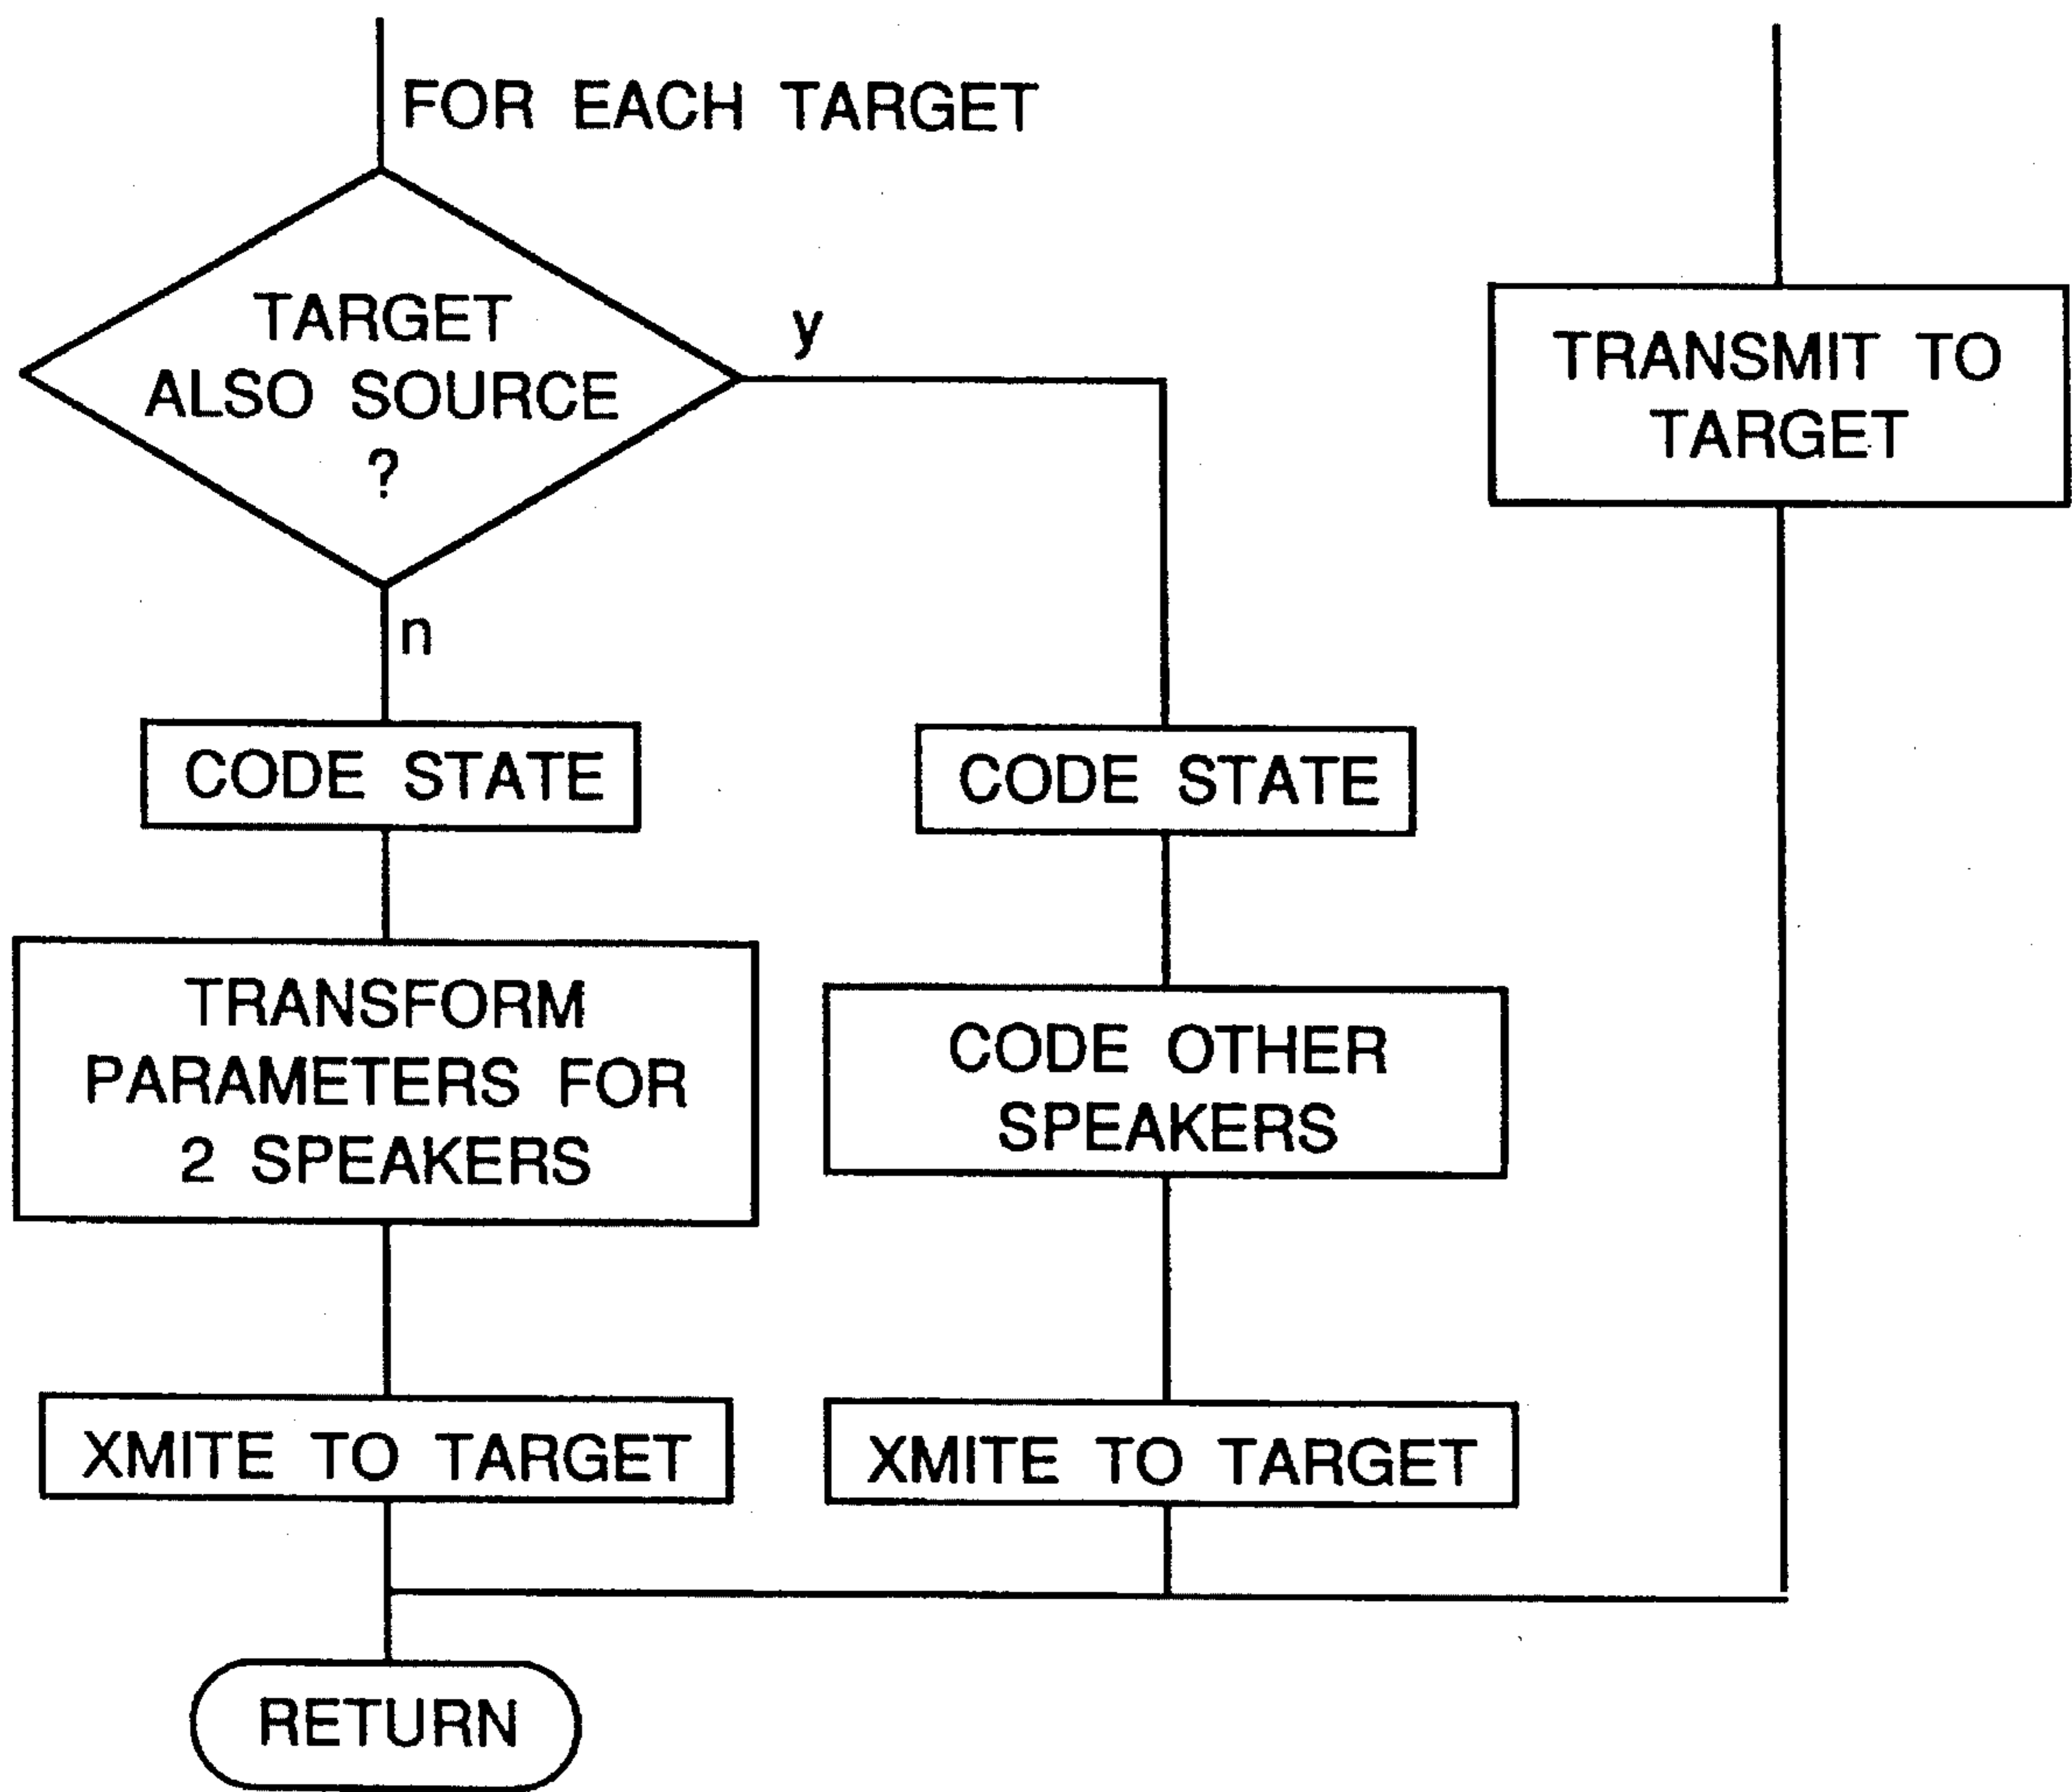 FOR EACH TARGET
TARGET
ALSO SOURCE
?
y
n
TRANSMIT TO
TARGET
CODE STATE
CODE STATE
TRANSFORM
PARAMETERS FOR
2 SPEAKERS
CODE OTHER
SPEAKERS
XMITE TO TARGET
XMITE TO TARGET
RETURN